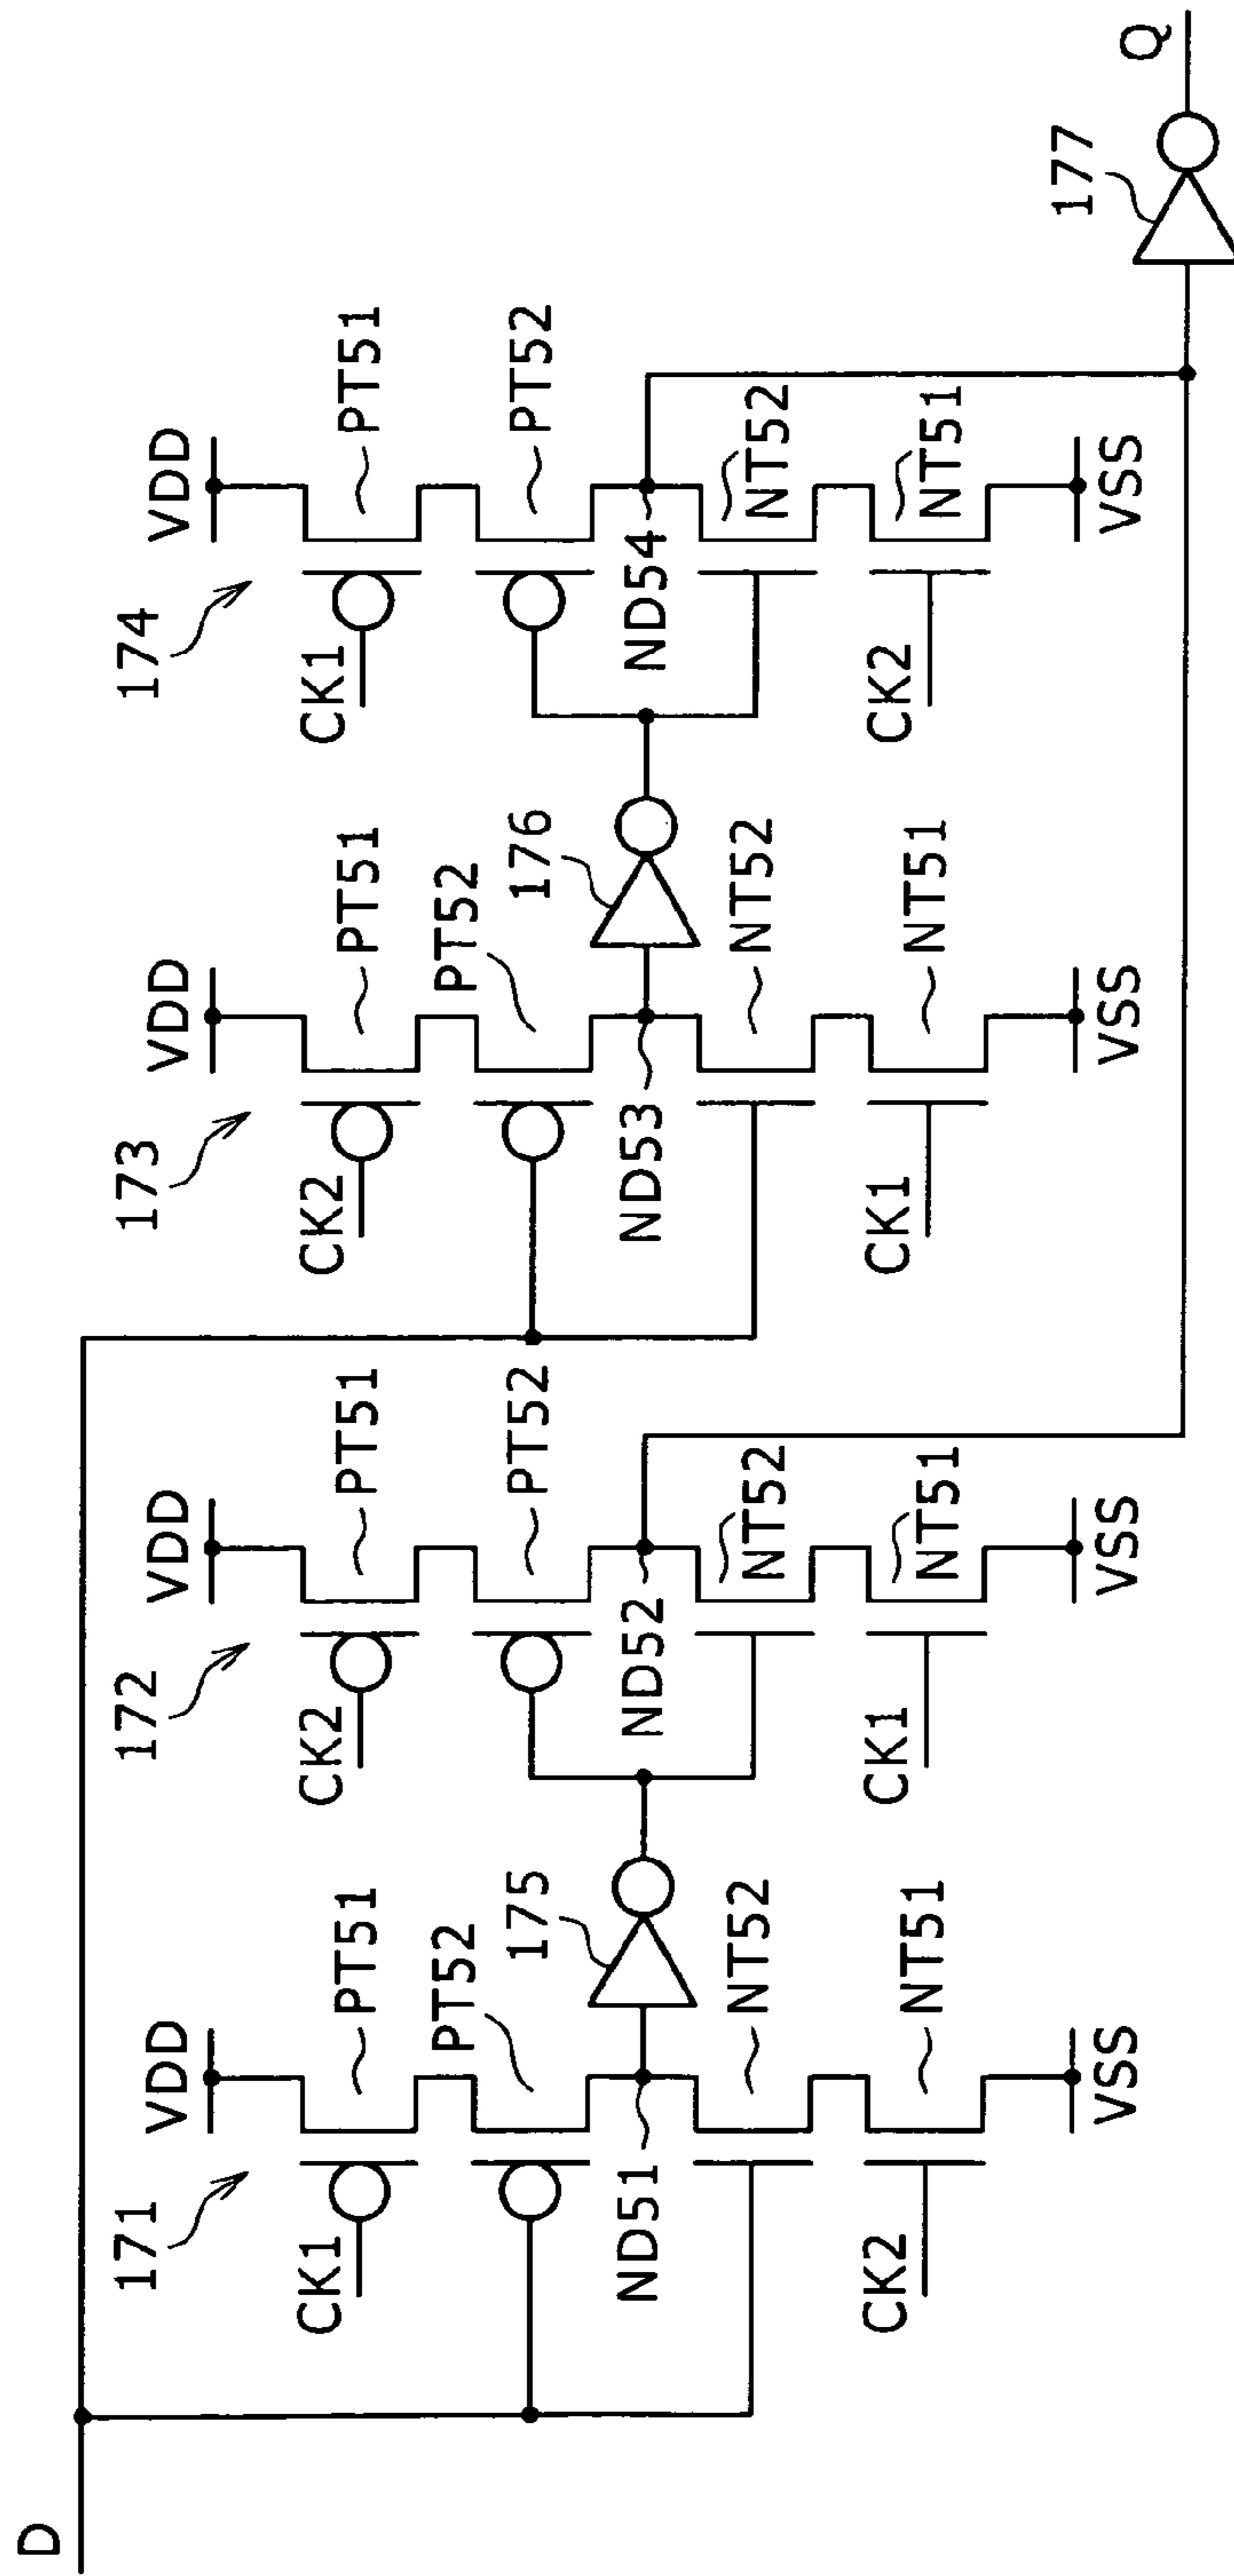 D
171
VDD
PT51
CK1
PT52
175
ND51
NT52
NT51
CK2
VSS
172
VDD
PT51
CK2
PT52
ND52
NT52
NT51
CK1
VSS
173
VDD
PT51
CK2
PT52
176
ND53
NT52
NT51
CK1
VSS
174
VDD
PT51
CK1
PT52
ND54
NT52
NT51
CK2
VSS
177
Q